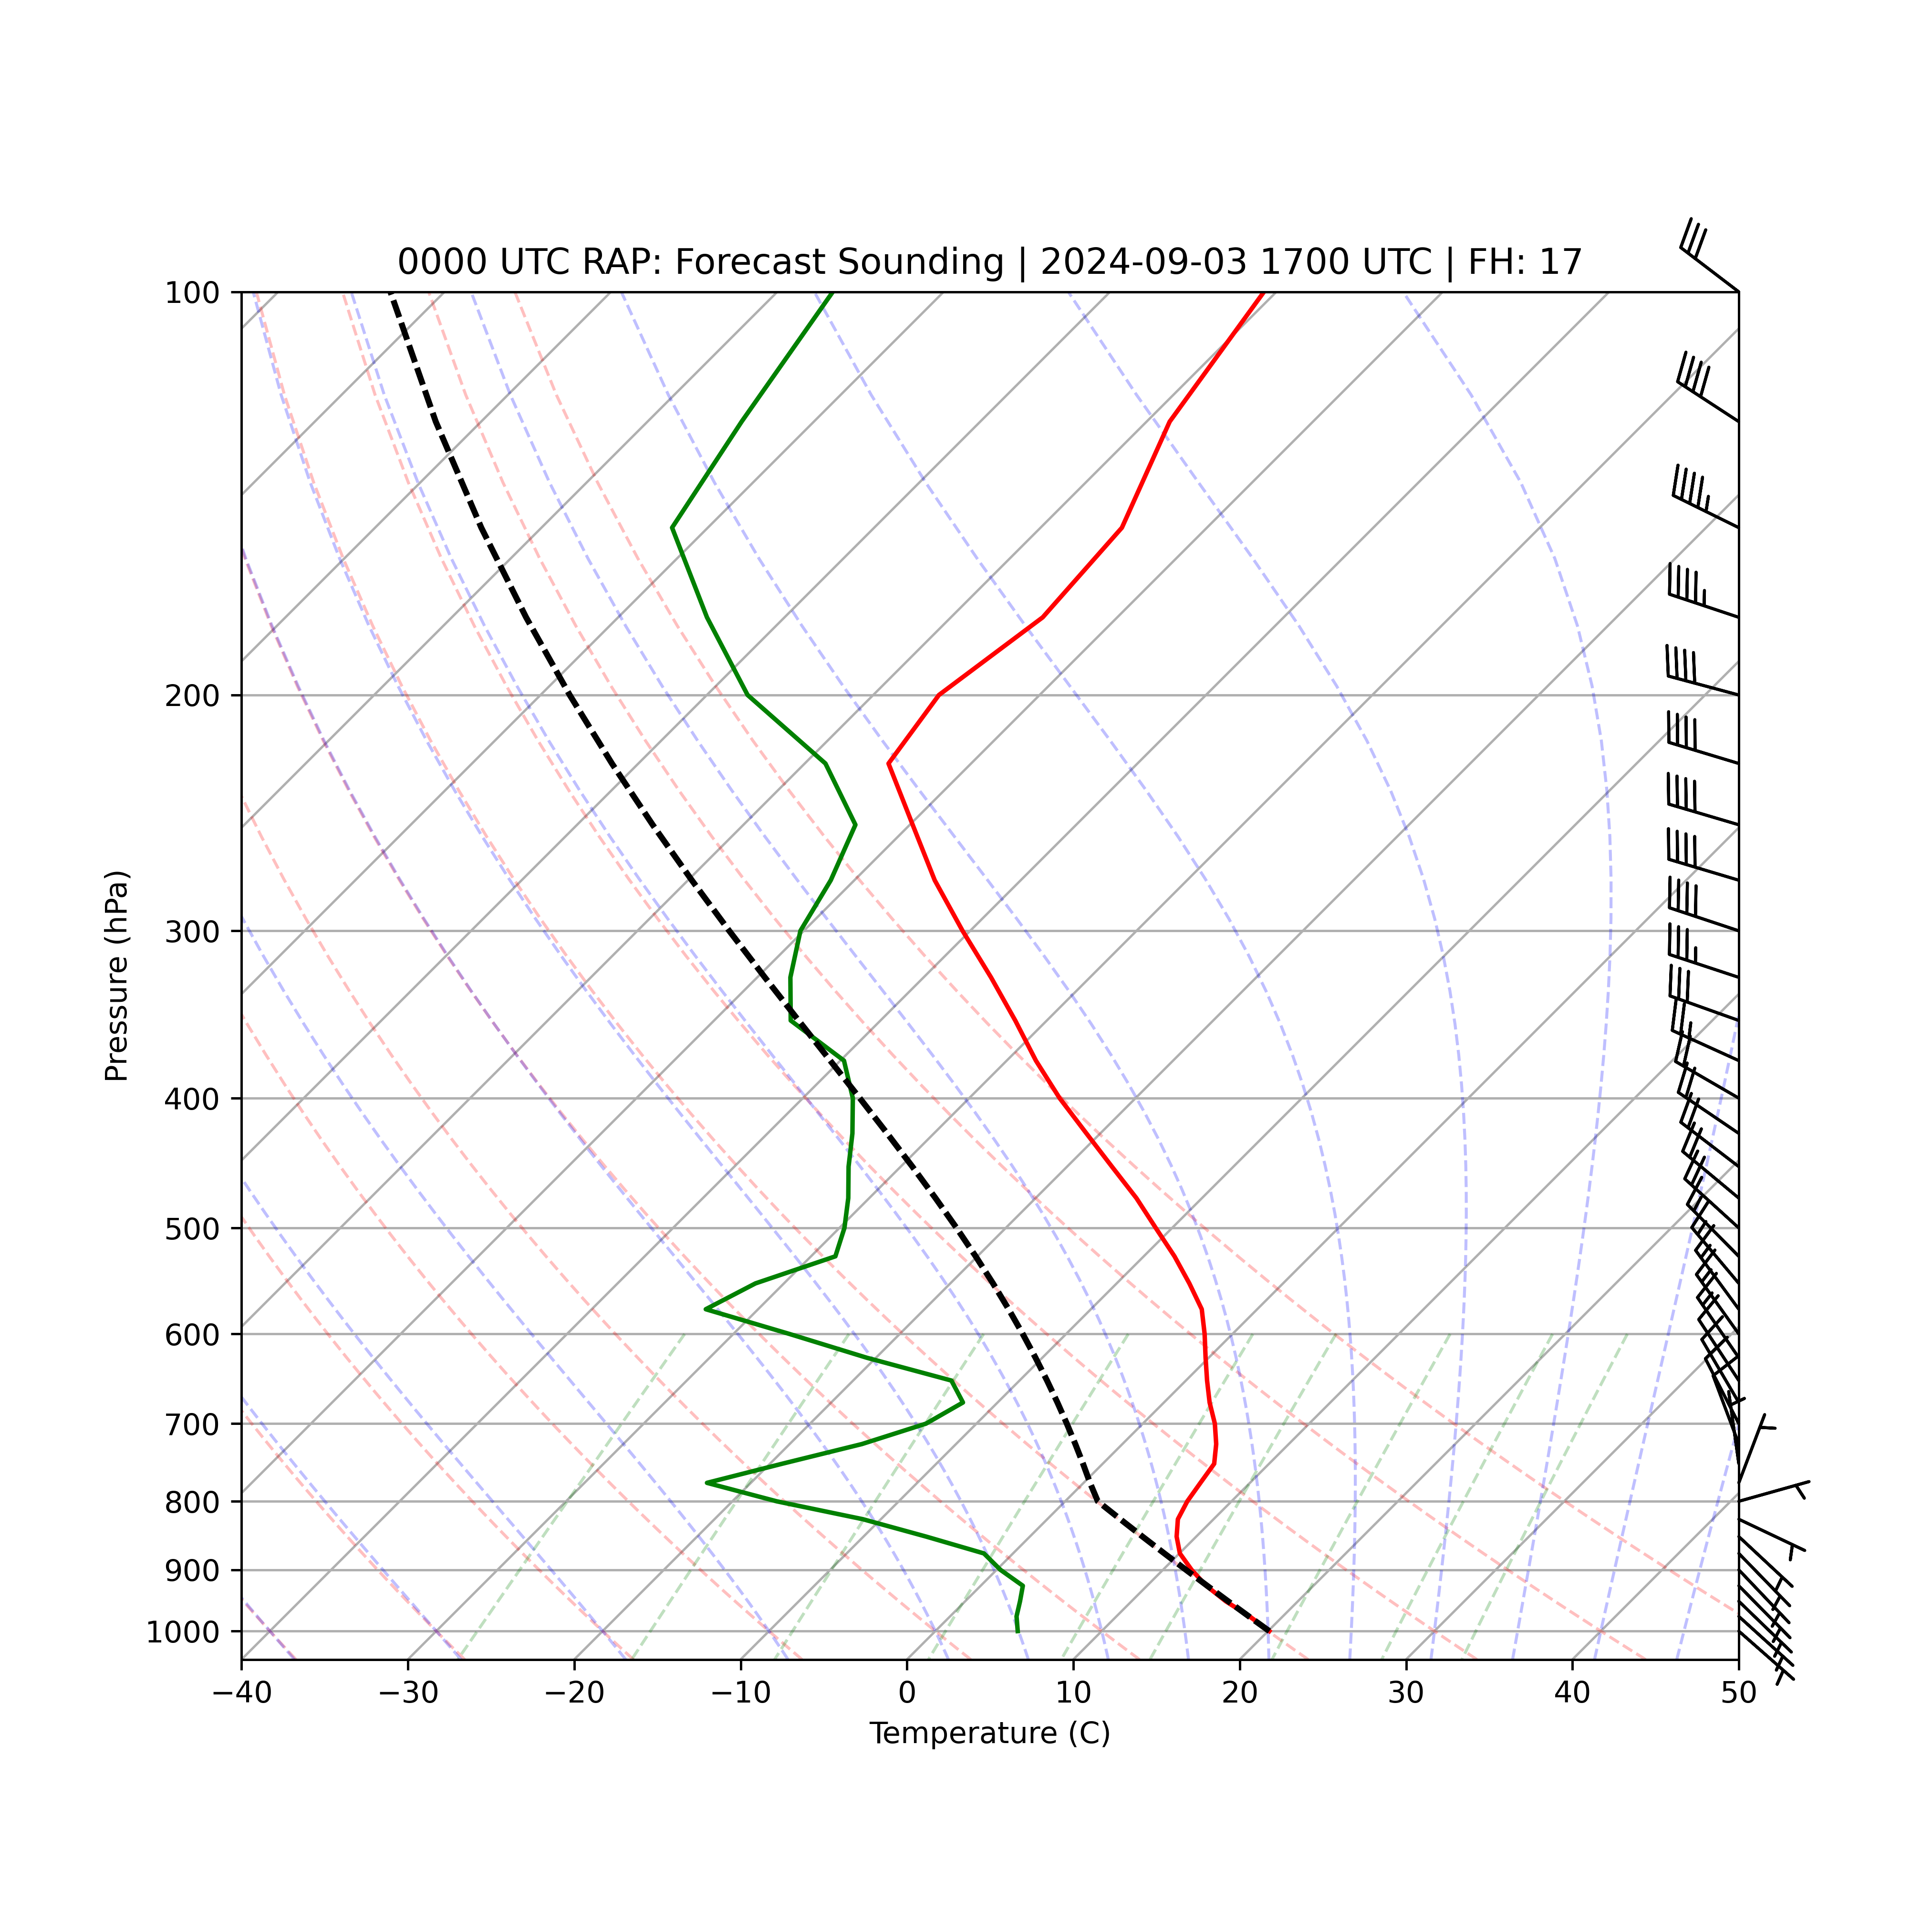 0000 UTC RAP: Forecast Sounding | 2024-09-03 1700 UTC | FH: 17
100
200
300
400
500
600
700
800
900
1000
Pressure (hPa)
−40 −30 −20 −10 0 10 20 30 40 50
Temperature (C)